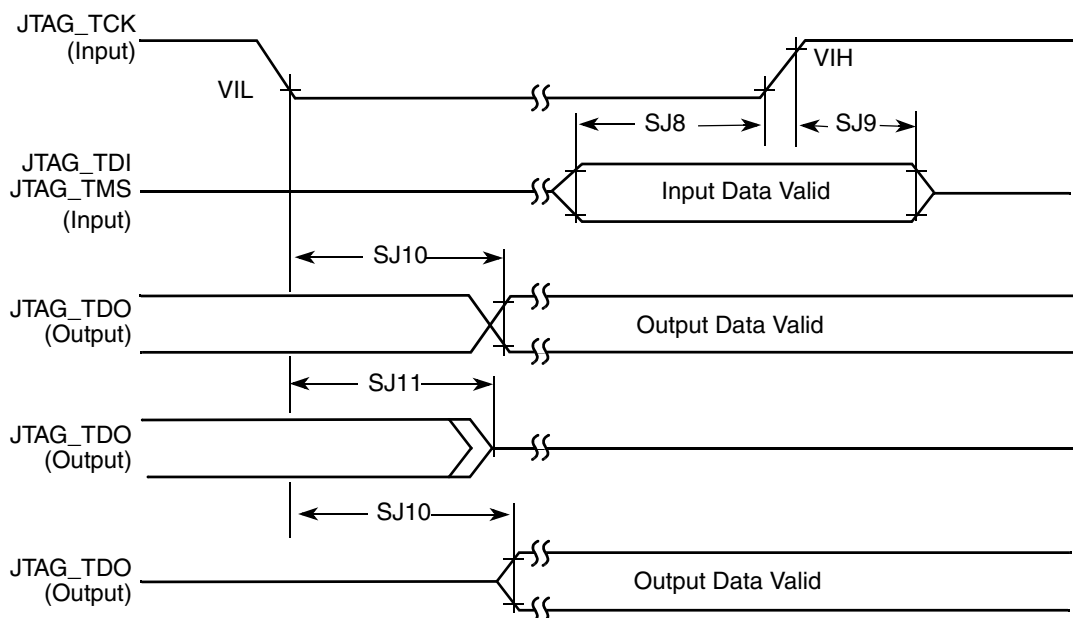 JTAG_TCK
(Input)
VIL
VIH
SJ8
SJ9
JTAG_TDI
JTAG_TMS
(Input)
Input Data Valid
SJ10
JTAG_TDO
(Output)
Output Data Valid
SJ11
JTAG_TDO
(Output)
SJ10
JTAG_TDO
(Output)
Output Data Valid